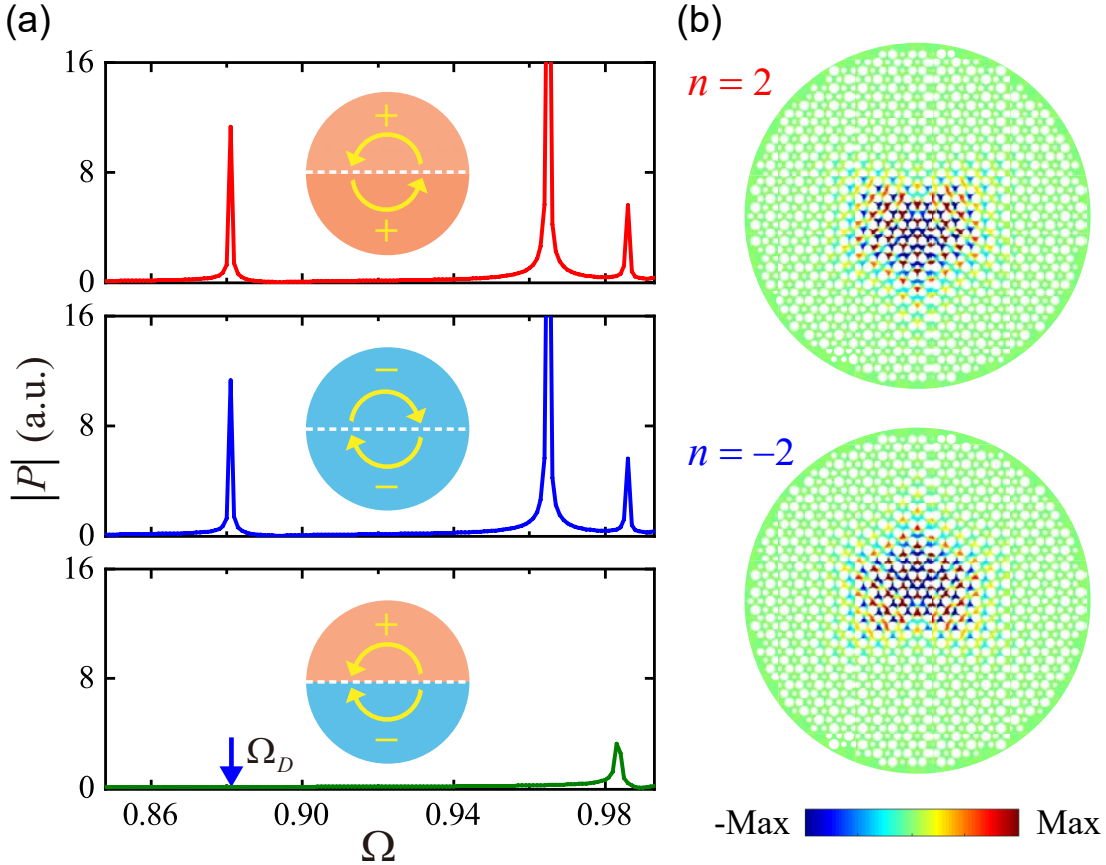 (a)
16
8
0
+
+
16
8
0
−
−
16
8
0
+
−
Ω_D
0.86 0.90 0.94 0.98
Ω
|P| (a.u.)
(b)
n = 2
n = −2
-Max Max